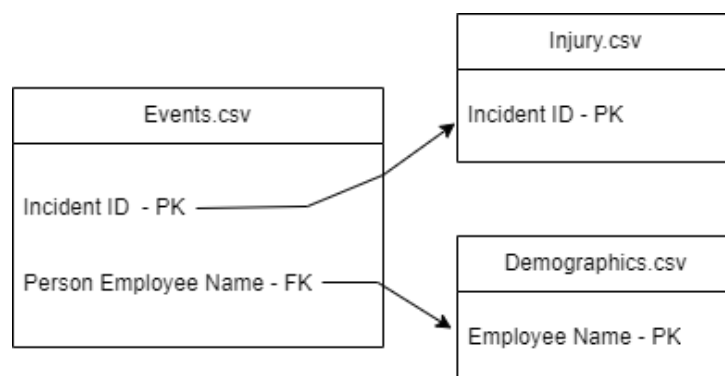 Events.csv
Incident ID - PK
Person Employee Name - FK
Injury.csv
Incident ID - PK
Demographics.csv
Employee Name - PK